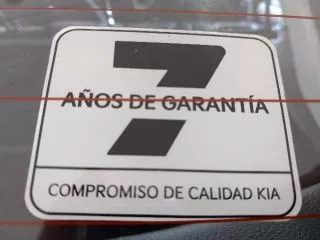 7
AÑOS DE GARANTÍA
COMPROMISO DE CALIDAD KIA